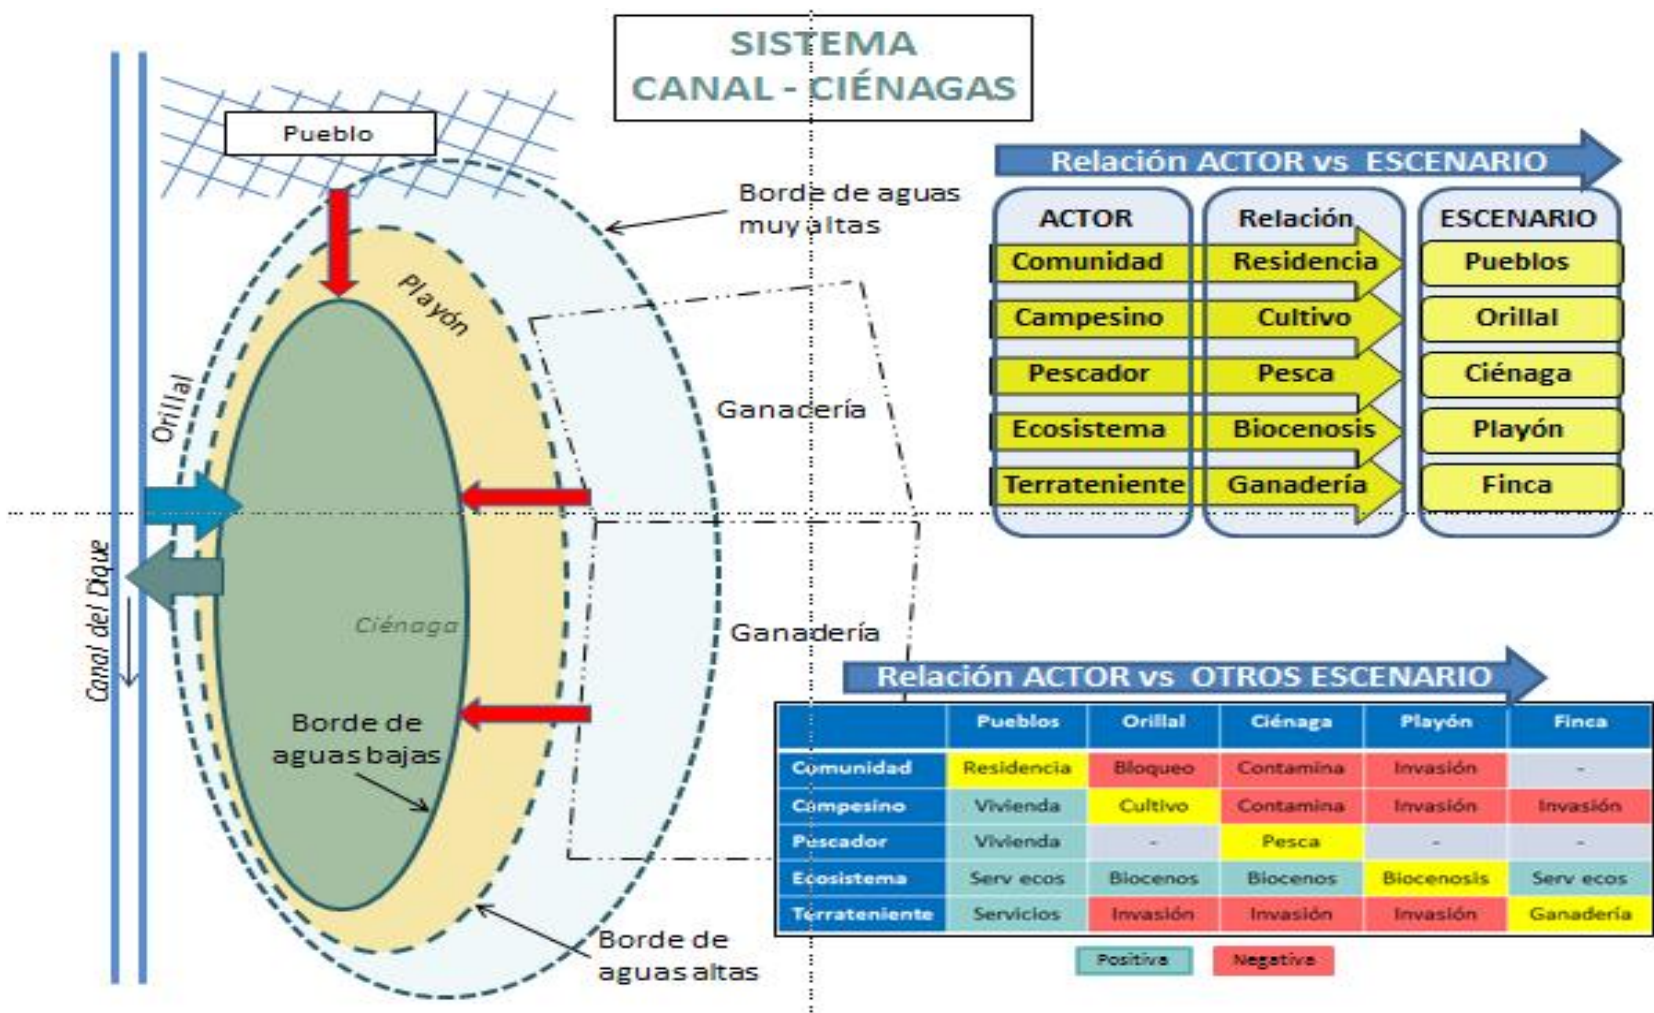 SISTEMA
CANAL - CIÉNAGAS
Pueblo
Borde de aguas
muy altas
Playón
Orillal
Ganacería
Ganadería
Canal del Dique
Ciénaga
Borde de
aguas bajas
Borde de
aguas altas
Relación ACTOR vs ESCENARIO
ACTOR Relación ESCENARIO
Comunidad Residencia Pueblos
Campesino Cultivo Orillal
Pescador Pesca Ciénaga
Ecosistema Biocenosis Playón
Terrateniente Ganadería Finca
Relación ACTOR vs OTROS ESCENARIO
Pueblos Orillal Ciénaga Playón Finca
Comunidad Residencia Bloqueo Contamina Invasión -
Campesino Vivienda Cultivo Contamina Invasión Invasión
Pescador Vivienda - Pesca - -
Ecosistema Serv ecos Biocenos Biocenos Biocenosis Serv ecos
Terrateniente Servicios Invasión Invasión Invasión Ganadería
Positiva Negativa